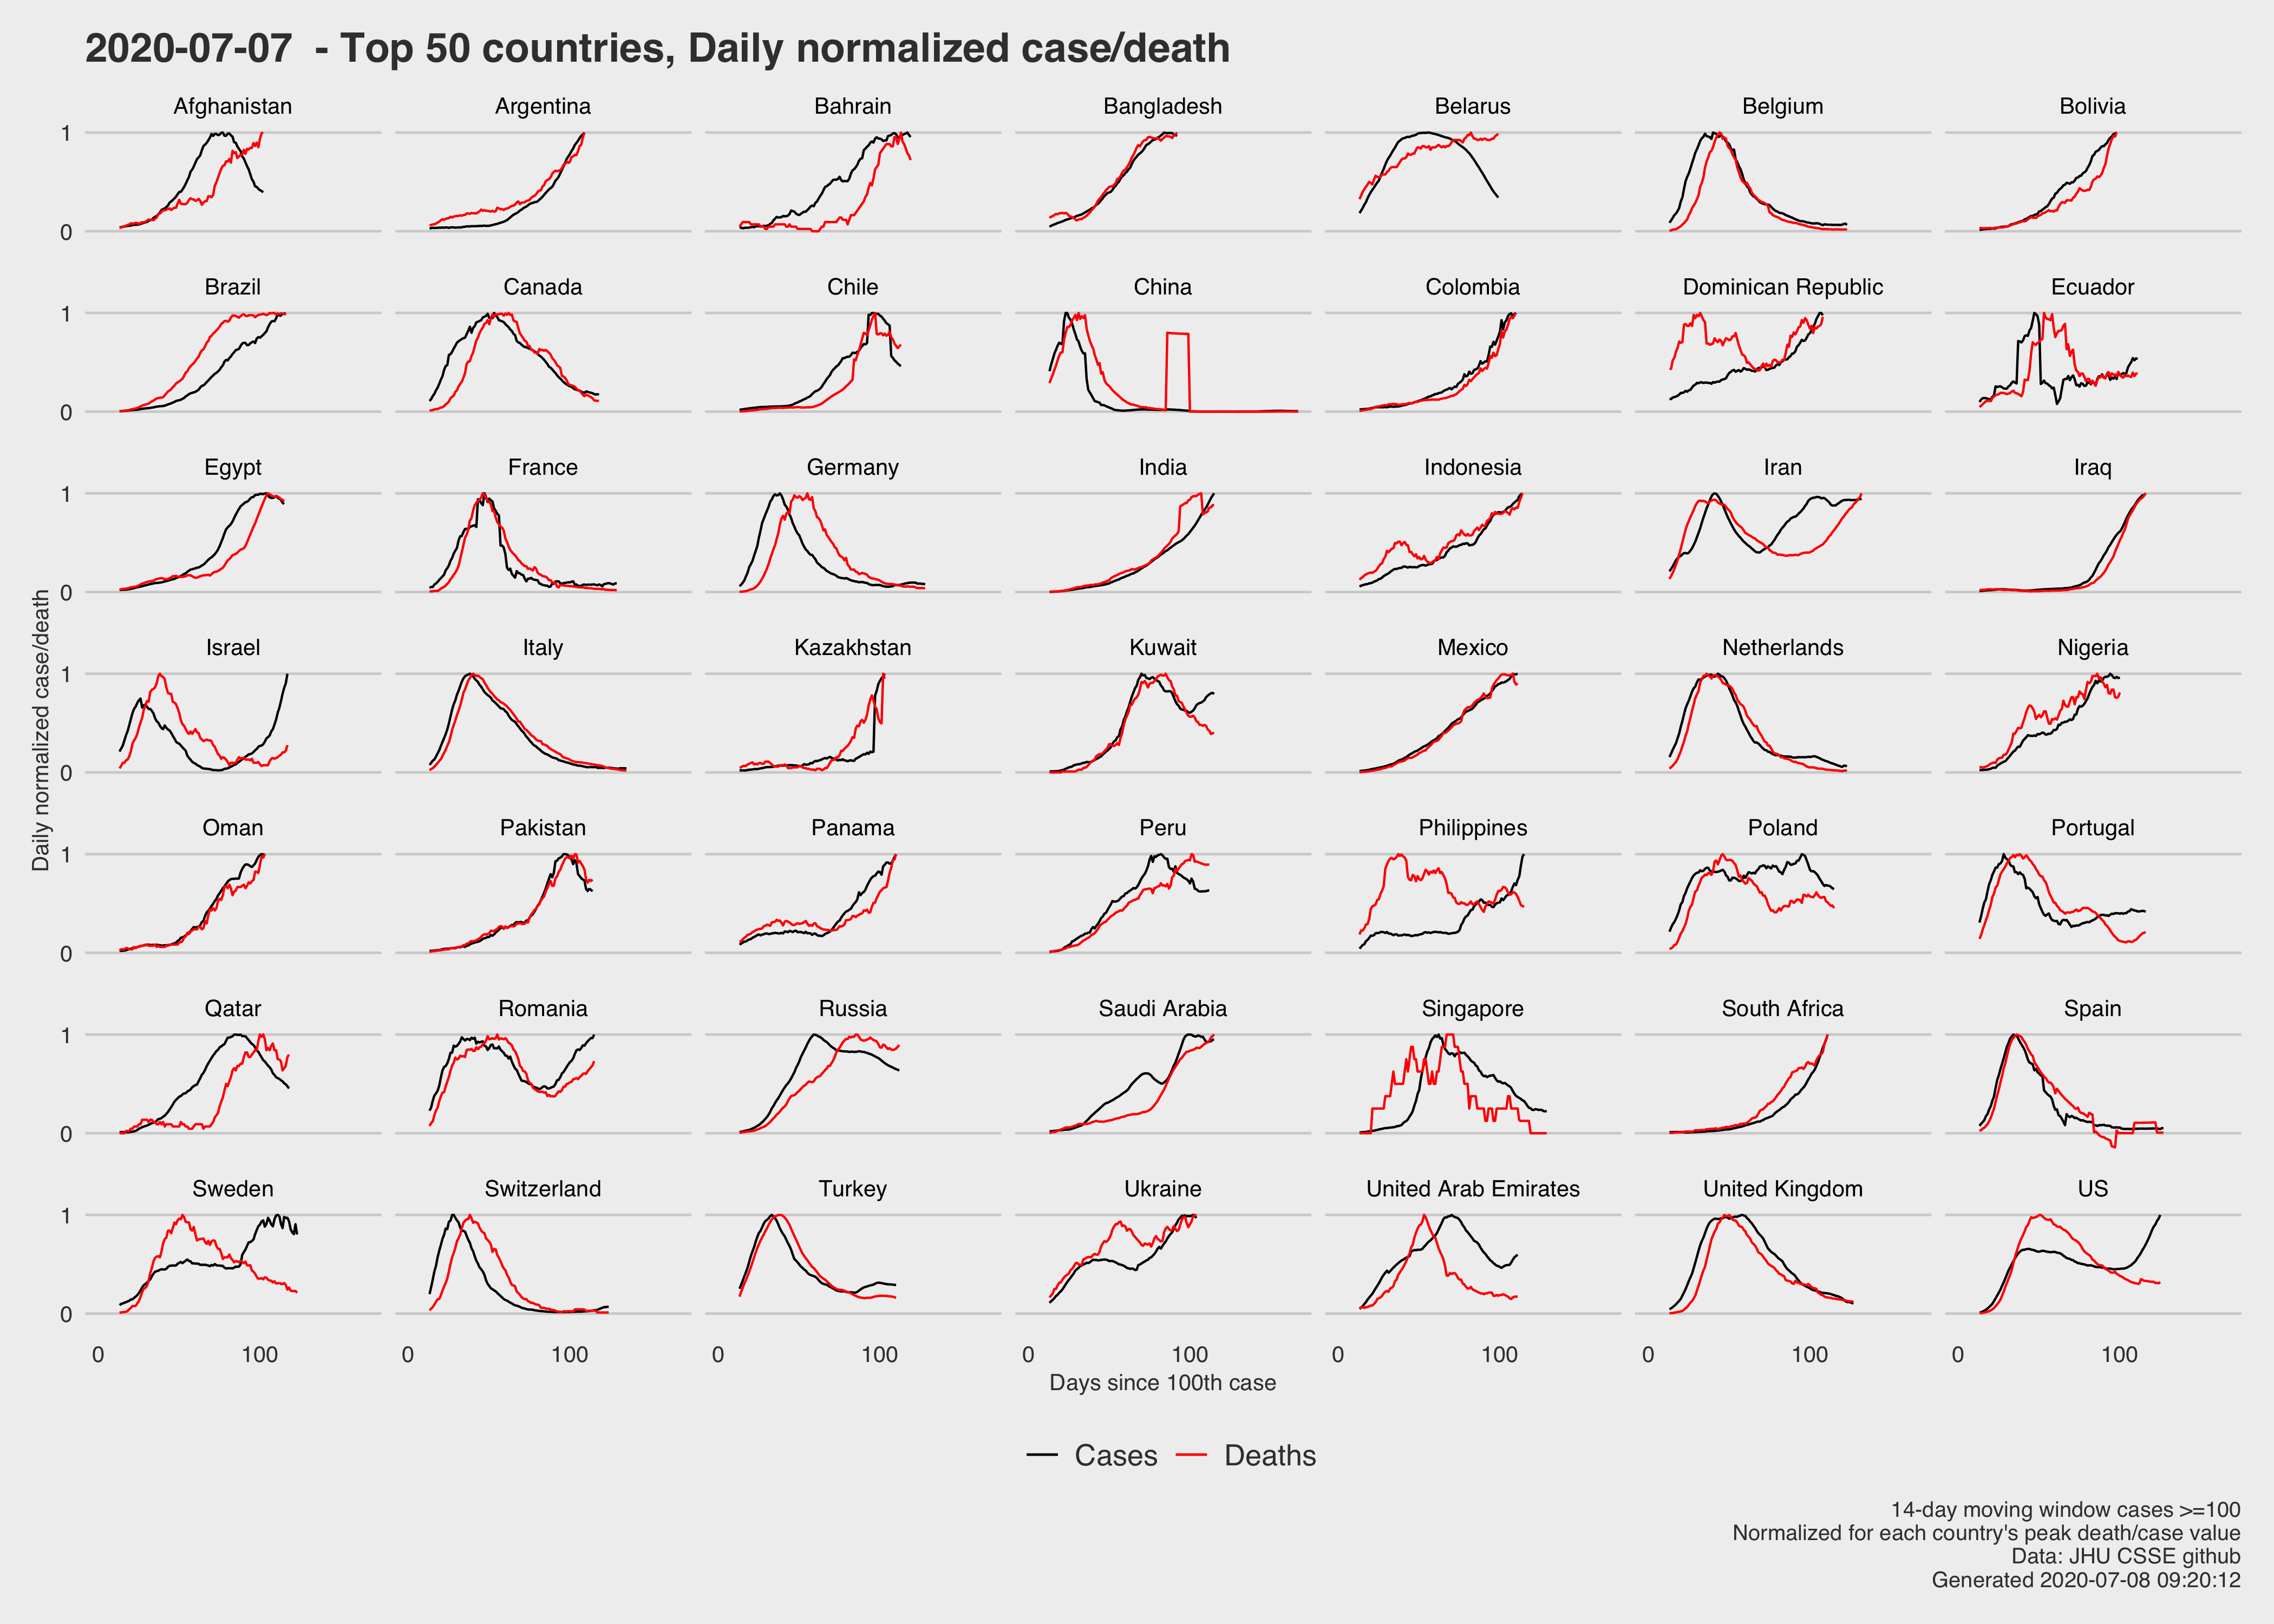 2020-07-07 - Top 50 countries, Daily normalized case/death
Afghanistan Argentina Bahrain Bangladesh Belarus Belgium Bolivia
1
0
Brazil Canada Chile China Colombia Dominican Republic Ecuador
1
0
Egypt France Germany India Indonesia Iran Iraq
1
0
Israel Italy Kazakhstan Kuwait Mexico Netherlands Nigeria
1
0
Oman Pakistan Panama Peru Philippines Poland Portugal
1
0
Qatar Romania Russia Saudi Arabia Singapore South Africa Spain
1
0
Sweden Switzerland Turkey Ukraine United Arab Emirates United Kingdom US
1
0
0 100 0 100 0 100 0 100 0 100 0 100 0 100
Daily normalized case/death
Days since 100th case
Cases Deaths
14-day moving window cases >=100
Normalized for each country's peak death/case value
Data: JHU CSSE github
Generated 2020-07-08 09:20:12